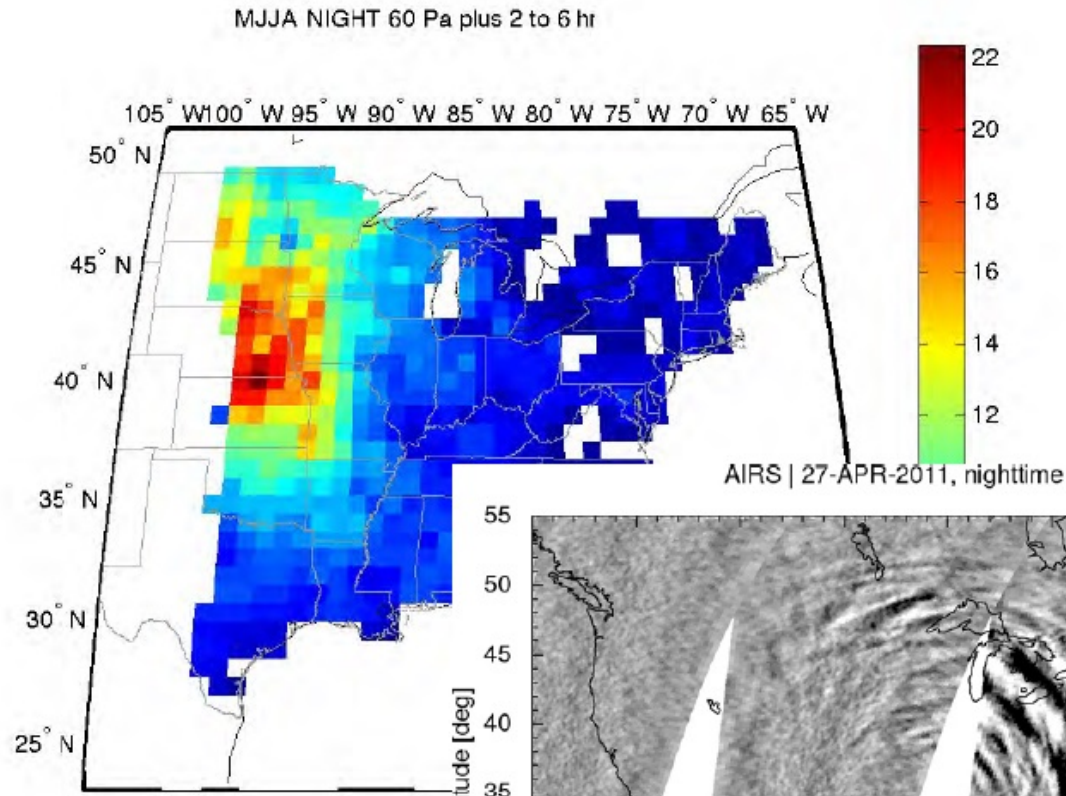 MJJA NIGHT 60 Pa plus 2 to 6 hr
105° W 100° W 95° W 90° W 85° W 80° W 75° W 70° W 65° W
50° N
45° N
40° N
35° N
30° N
25° N
22
20
18
16
14
12
AIRS | 27-APR-2011, nighttime
55
50
45
40
35
[deg]